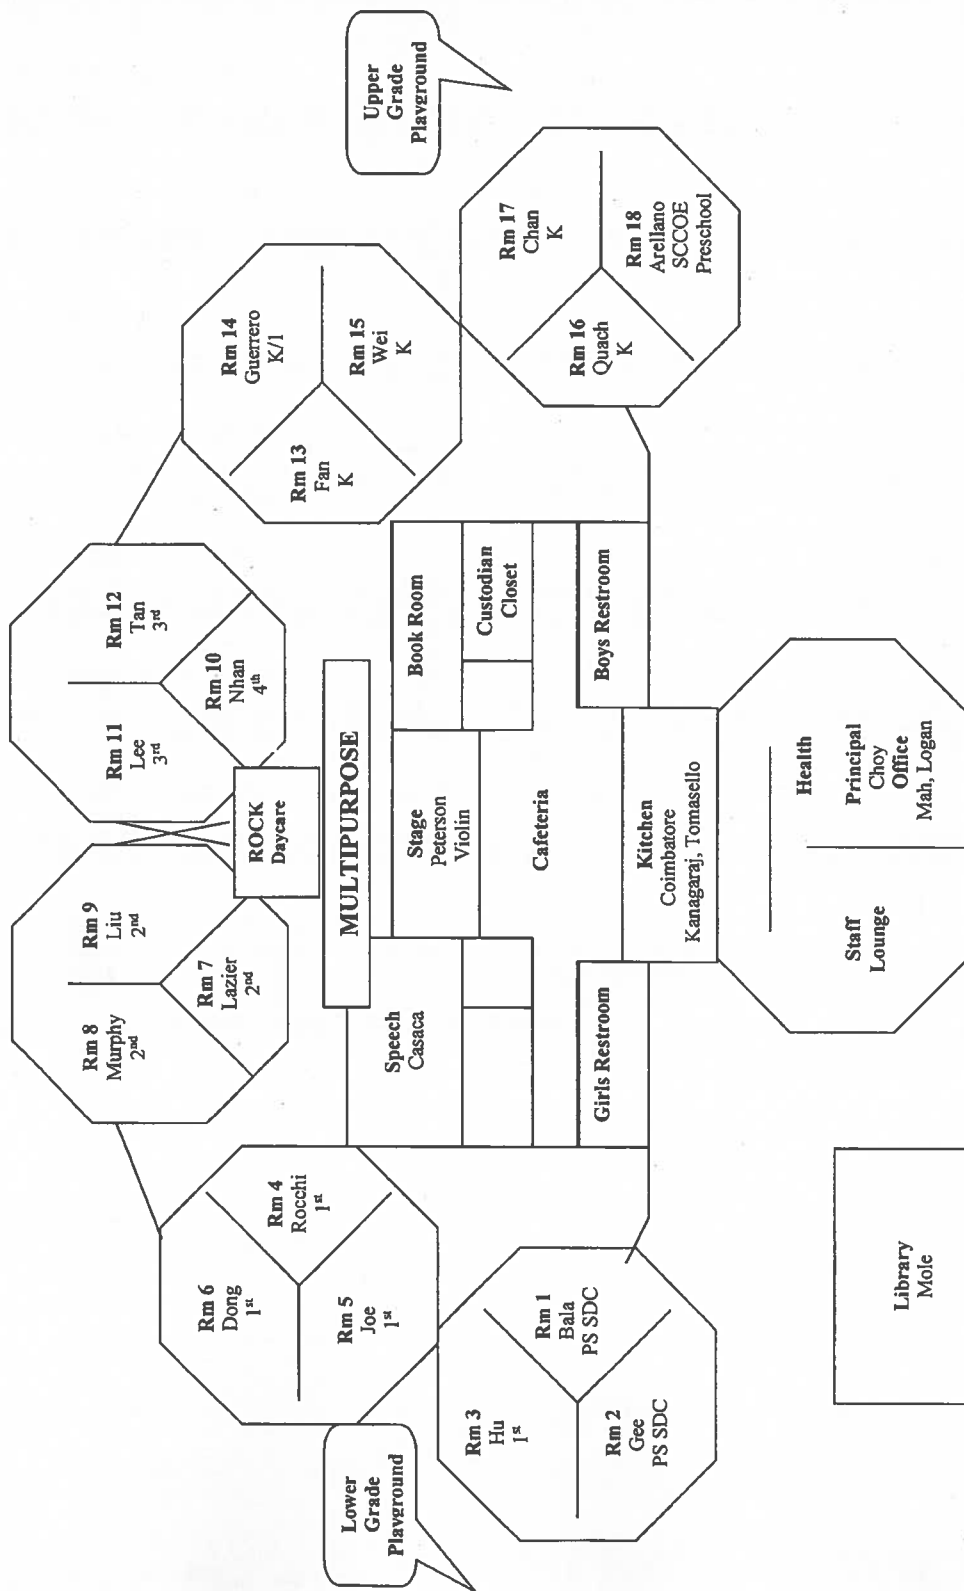 Lower
Grade
Playground
Upper
Grade
Playground
Rm 8
Murphy
2nd
Rm 9
Liu
2nd
Rm 7
Lazier
2nd
Rm 11
Lee
3rd
Rm 12
Tan
3rd
Rm 10
Nhan
4th
ROCK
Daycare
Rm 6
Dong
1st
Rm 4
Rocchi
1st
Rm 5
Joe
1st
Rm 14
Guerrero
K/1
Rm 13
Fan
K
Rm 15
Wei
K
MULTIPURPOSE
Speech
Casaca
Stage
Peterson
Violin
Book Room
Custodian
Closet
Cafeteria
Girls Restroom
Boys Restroom
Kitchen
Coimbatore
Kanagaraj, Tomasello
Rm 3
Hu
1st
Rm 1
Bala
PS SDC
Rm 2
Gee
PS SDC
Rm 17
Chan
K
Rm 16
Quach
K
Rm 18
Arellano
SCCOE
Preschool
Health
Staff
Lounge
Principal
Choy
Office
Mah, Logan
Library
Mole